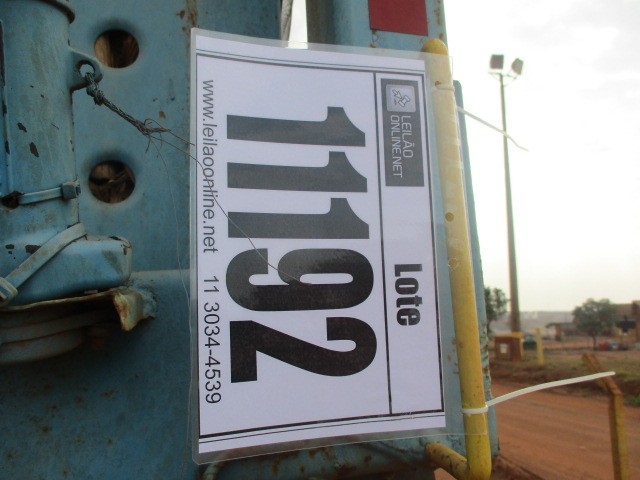 LEILÃO
ONLINE.NET
Lote
11192
www.leilaoonline.net 11 3034-4539